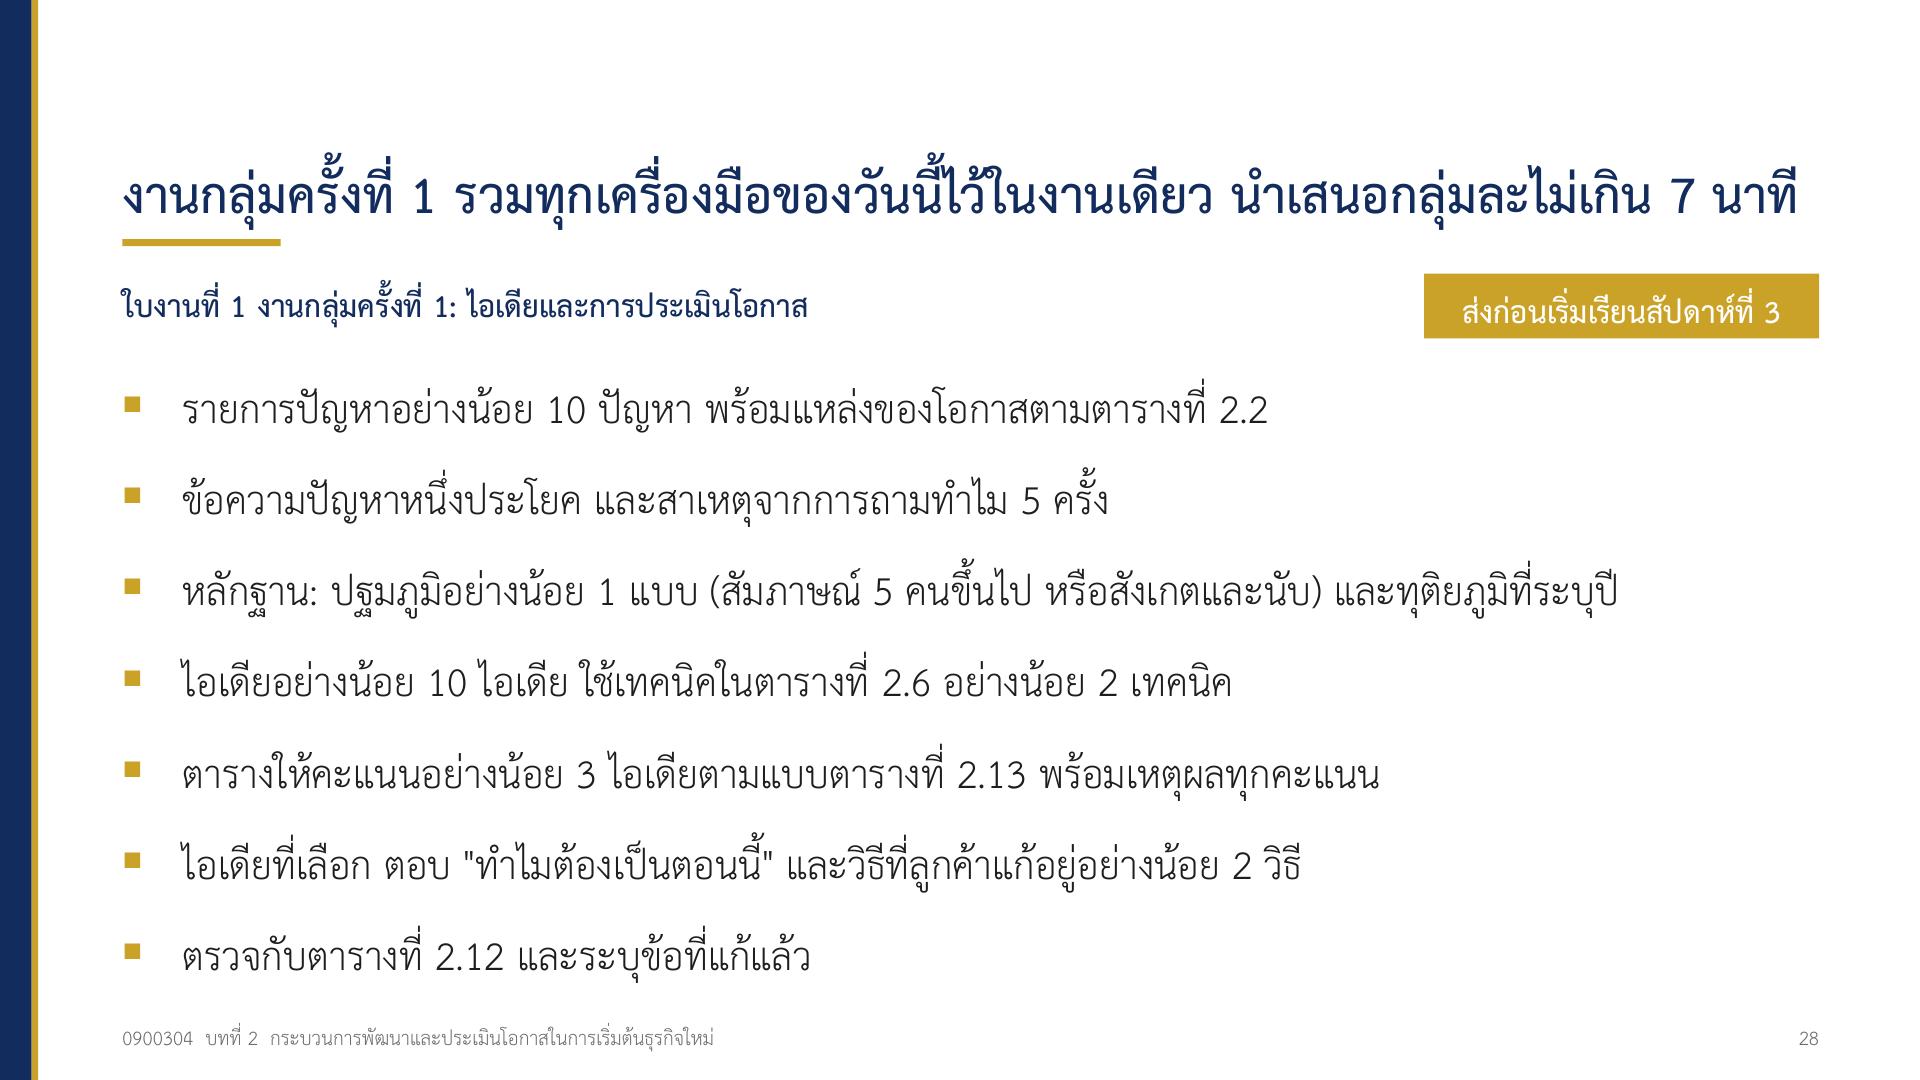 งานกลุ่มครั้งที่ 1 รวมทุกเครื่องมือของวันนี้ไว้ในงานเดียว นำเสนอกลุ่มละไม่เกิน 7 นาที
ใบงานที่ 1 งานกลุ่มครั้งที่ 1: ไอเดียและการประเมินโอกาส
ส่งก่อนเริ่มเรียนสัปดาห์ที่ 3
▪ รายการปัญหาอย่างน้อย 10 ปัญหา พร้อมแหล่งของโอกาสตามตารางที่ 2.2
▪ ข้อความปัญหาหนึ่งประโยค และสาเหตุจากการถามทำไม 5 ครั้ง
▪ หลักฐาน: ปฐมภูมิอย่างน้อย 1 แบบ (สัมภาษณ์ 5 คนขึ้นไป หรือสังเกตและนับ) และทุติยภูมิที่ระบุปี
▪ ไอเดียอย่างน้อย 10 ไอเดีย ใช้เทคนิคในตารางที่ 2.6 อย่างน้อย 2 เทคนิค
▪ ตารางให้คะแนนอย่างน้อย 3 ไอเดียตามแบบตารางที่ 2.13 พร้อมเหตุผลทุกคะแนน
▪ ไอเดียที่เลือก ตอบ "ทำไมต้องเป็นตอนนี้" และวิธีที่ลูกค้าแก้อยู่อย่างน้อย 2 วิธี
▪ ตรวจกับตารางที่ 2.12 และระบุข้อที่แก้แล้ว
0900304 บทที่ 2 กระบวนการพัฒนาและประเมินโอกาสในการเริ่มต้นธุรกิจใหม่
28